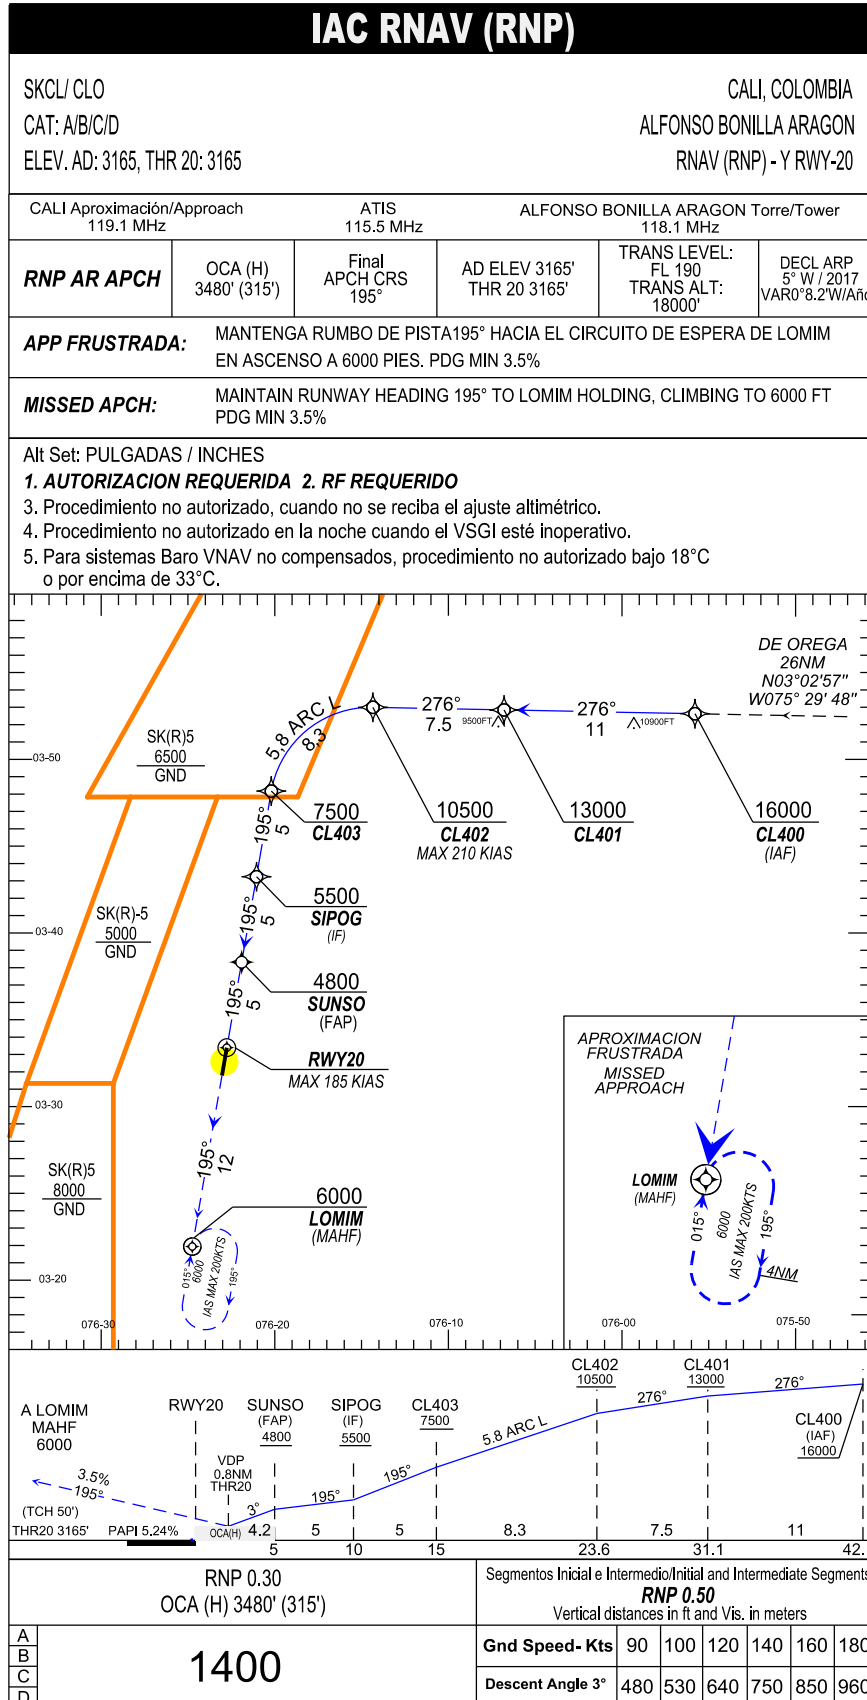 IAC RNAV (RNP)
SKCL/ CLO
CALI, COLOMBIA
CAT: A/B/C/D
ALFONSO BONILLA ARAGON
ELEV. AD: 3165, THR 20: 3165
RNAV (RNP) - Y RWY-20
CALI Aproximación/Approach
119.1 MHz
ATIS
115.5 MHz
ALFONSO BONILLA ARAGON Torre/Tower
118.1 MHz
RNP AR APCH
OCA (H)
3480' (315')
Final
APCH CRS
195°
AD ELEV 3165'
THR 20 3165'
TRANS LEVEL:
FL 190
TRANS ALT:
18000'
DECL ARP
5° W / 2017
VAR0°8.2'W/Año
APP FRUSTRADA:
MANTENGA RUMBO DE PISTA195° HACIA EL CIRCUITO DE ESPERA DE LOMIM
EN ASCENSO A 6000 PIES. PDG MIN 3.5%
MISSED APCH:
MAINTAIN RUNWAY HEADING 195° TO LOMIM HOLDING, CLIMBING TO 6000 FT
PDG MIN 3.5%
Alt Set: PULGADAS / INCHES
1. AUTORIZACION REQUERIDA 2. RF REQUERIDO
3. Procedimiento no autorizado, cuando no se reciba el ajuste altimétrico.
4. Procedimiento no autorizado en la noche cuando el VSGI esté inoperativo.
5. Para sistemas Baro VNAV no compensados, procedimiento no autorizado bajo 18°C
o por encima de 33°C.
DE OREGA
26NM
N03°02'57"
W075° 29' 48"
276°
7.5
9500FT
276°
11
10900FT
5,8 ARC L
8,3
SK(R)5
6500
GND
03-50
7500
CL403
10500
CL402
MAX 210 KIAS
13000
CL401
16000
CL400
(IAF)
195°
5
5500
SIPOG
(IF)
SK(R)-5
5000
GND
03-40
195°
5
4800
SUNSO
(FAP)
195°
5
RWY20
MAX 185 KIAS
03-30
APROXIMACION
FRUSTRADA
MISSED
APPROACH
SK(R)5
8000
GND
195°
12
6000
LOMIM
(MAHF)
LOMIM
(MAHF)
015°
6000
IAS MAX 200KTS
195°
4NM
015°
6000
IAS MAX 200KTS
195°
03-20
076-30
076-20
076-10
076-00
075-50
A LOMIM
MAHF
6000
RWY20
SUNSO
(FAP)
4800
SIPOG
(IF)
5500
CL403
7500
CL402
10500
CL401
13000
CL400
(IAF)
16000
276°
276°
5.8 ARC L
195°
195°
3°
VDP
0.8NM
THR20
3.5%
195°
(TCH 50')
THR20 3165'
PAPI 5,24%
OCA(H)
4.2
5
5
8.3
7.5
11
5
10
15
23.6
31.1
42.
RNP 0.30
OCA (H) 3480' (315')
Segmentos Inicial e Intermedio/Initial and Intermediate Segments
RNP 0.50
Vertical distances in ft and Vis. in meters
A
B
C
D
1400
Gnd Speed- Kts 90 100 120 140 160 180
Descent Angle 3° 480 530 640 750 850 960